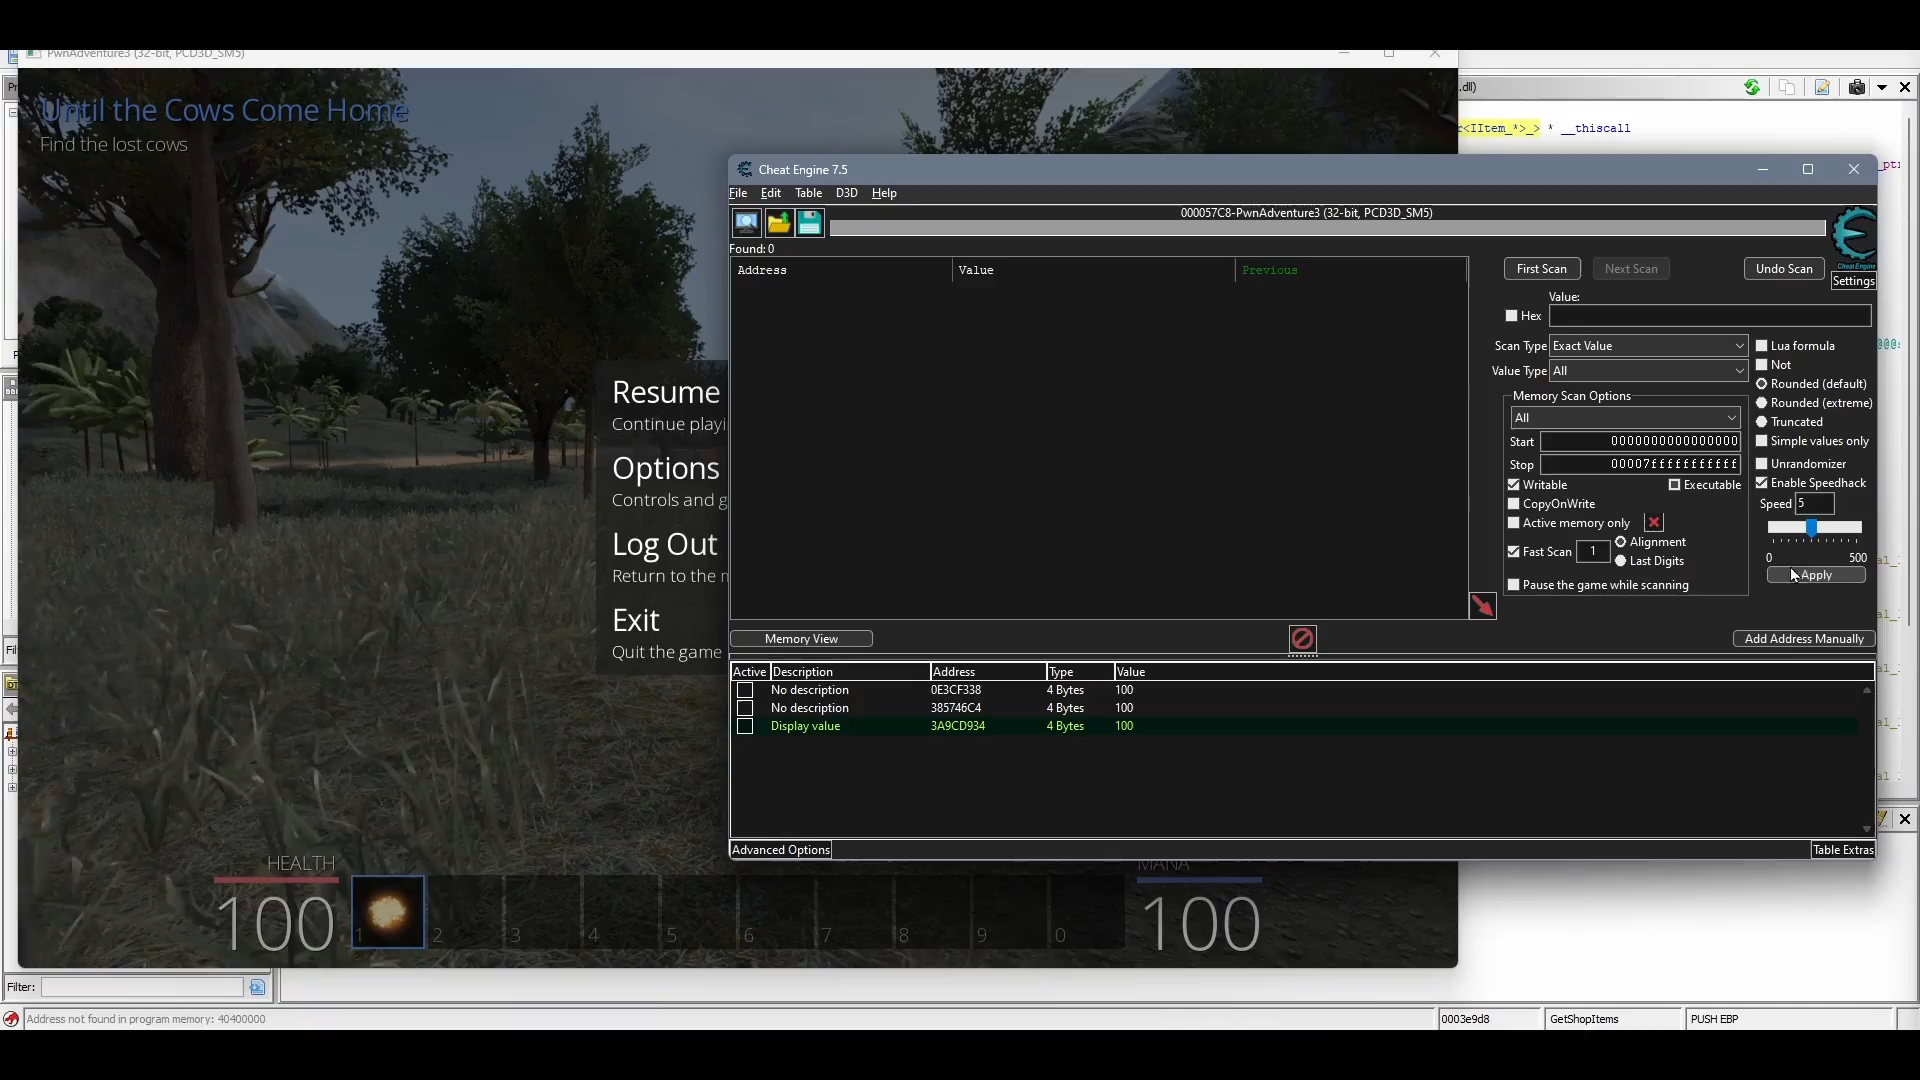 PwnAdventure3 (32-bit, PCD3D_SM5)
Until the Cows Come Home
Find the lost cows
.dll)
r<IItem_*>_> * __thiscall
Cheat Engine 7.5
File Edit Table D3D Help
000057C8-PwnAdventure3 (32-bit, PCD3D_SM5)
Found: 0
Address Value Previous
First Scan Next Scan Undo Scan
Cheat Engine
Settings
Value:
Hex
Scan Type Exact Value
Value Type All
Lua formula
Not
Rounded (default)
Rounded (extreme)
Truncated
Simple values only
Unrandomizer
Enable Speedhack
Speed 5
0 500
Apply
Memory Scan Options
All
Start 0000000000000000
Stop 00007fffffffffff
Writable Executable
CopyOnWrite
Active memory only
Fast Scan 1 Alignment
Last Digits
Pause the game while scanning
Resume
Continue playi
Options
Controls and g
Log Out
Return to the m
Exit
Quit the game
Memory View
Add Address Manually
Active Description Address Type Value
No description 0E3CF338 4 Bytes 100
No description 385746C4 4 Bytes 100
Display value 3A9CD934 4 Bytes 100
Advanced Options Table Extras
HEALTH
100
1 2 3 4 5 6 7 8 9 0
MANA
100
Filter:
Address not found in program memory: 40400000
0003e9d8 GetShopItems PUSH EBP